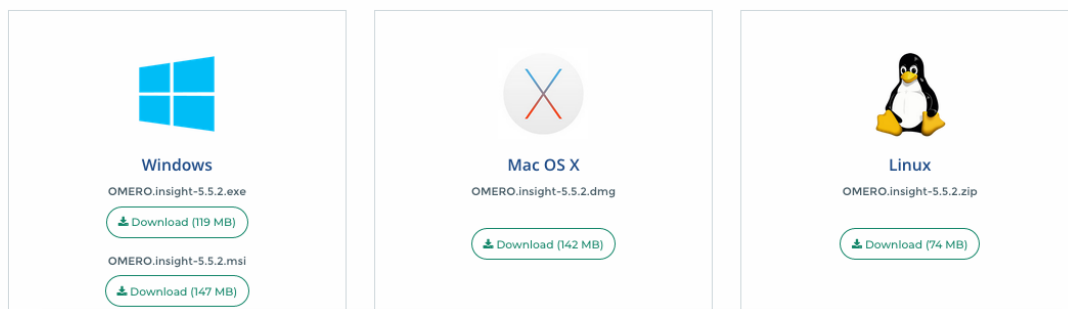 Windows
OMERO.insight-5.5.2.exe
Download (119 MB)
OMERO.insight-5.5.2.msi
Download (147 MB)
Mac OS X
OMERO.insight-5.5.2.dmg
Download (142 MB)
Linux
OMERO.insight-5.5.2.zip
Download (74 MB)